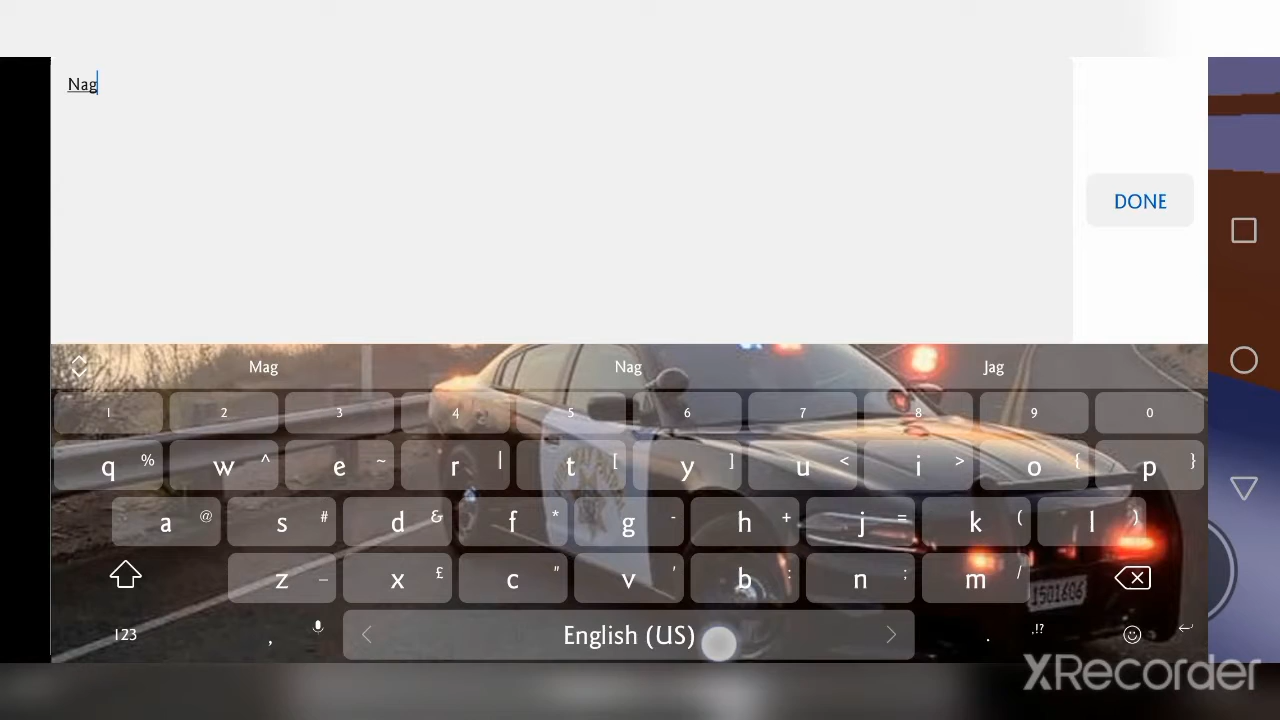 Nag
DONE
Mag Nag Jag
1 2 3 4 5 6 7 8 9 0
q % w ^ e ~ r | t [ y ] u < i > o { p }
a @ s # d & f * g - h + j = k ( l )
z _ x £ c " v ' b : n ; m /
1501606
123 , English (US) . .!?
XRecorder